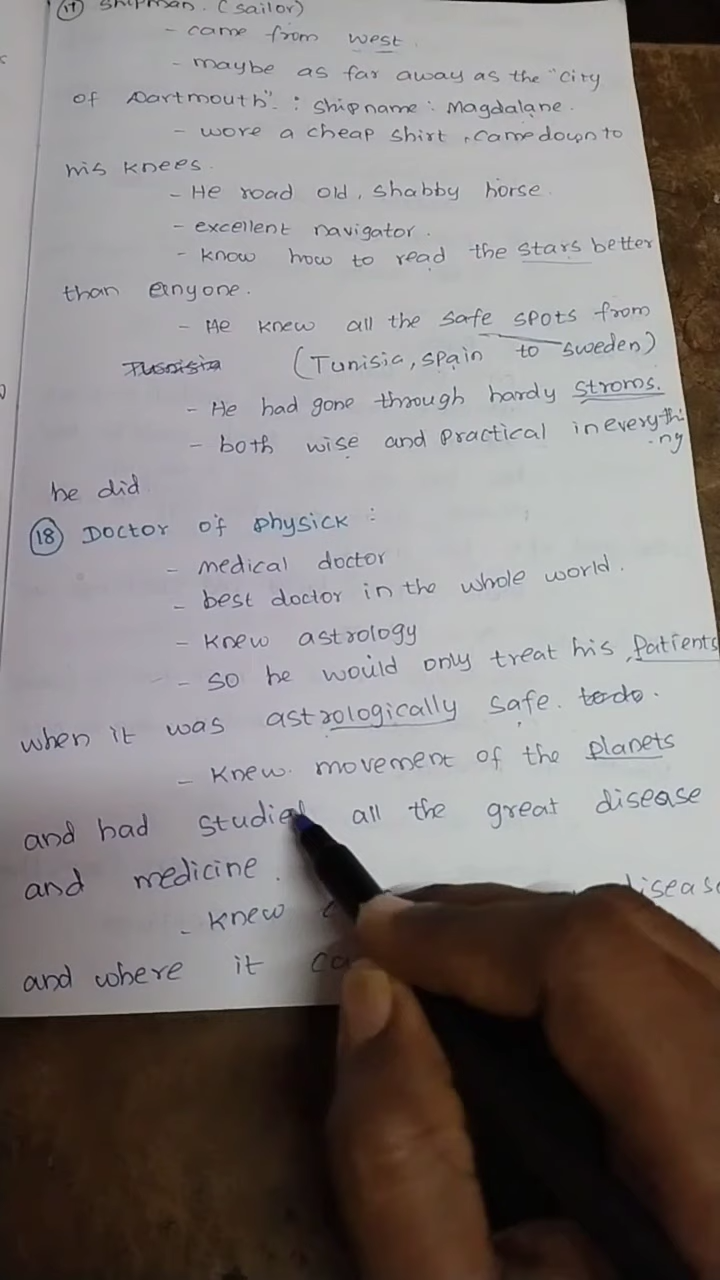 17 Shipman. (sailor)
- came from west.
- maybe as far away as the "city
of Dartmouth". : Shipname : Magdalane.
- wore a cheap shirt, came down to
his knees.
- He road old, shabby horse.
- excellent navigator.
- know how to read the stars better
than anyone.
- He knew all the safe spots from
(Tunisia, spain to sweden)
- He had gone through hardy stroms.
- both wise and practical in everythi
ng
he did
18 Doctor of physick :
- medical doctor
- best doctor in the whole world.
- knew astrology
- so he would only treat his patients
when it was astrologically safe.
- knew movement of the planets
and had studied all the great disease
and medicine.
- knew disease
and where it